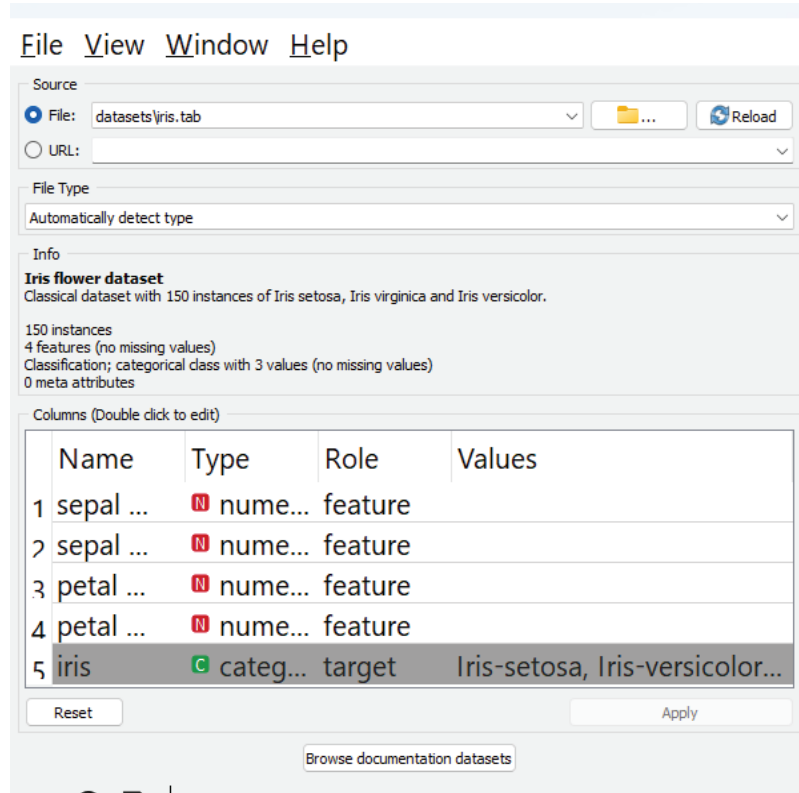 File View Window Help
Source
File: datasets\iris.tab ... Reload
URL:
File Type
Automatically detect type
Info
Iris flower dataset
Classical dataset with 150 instances of Iris setosa, Iris virginica and Iris versicolor.
150 instances
4 features (no missing values)
Classification; categorical class with 3 values (no missing values)
0 meta attributes
Columns (Double click to edit)
Name Type Role Values
1 sepal ... N nume... feature
2 sepal ... N nume... feature
3 petal ... N nume... feature
4 petal ... N nume... feature
5 iris C categ... target Iris-setosa, Iris-versicolor...
Reset Apply
Browse documentation datasets